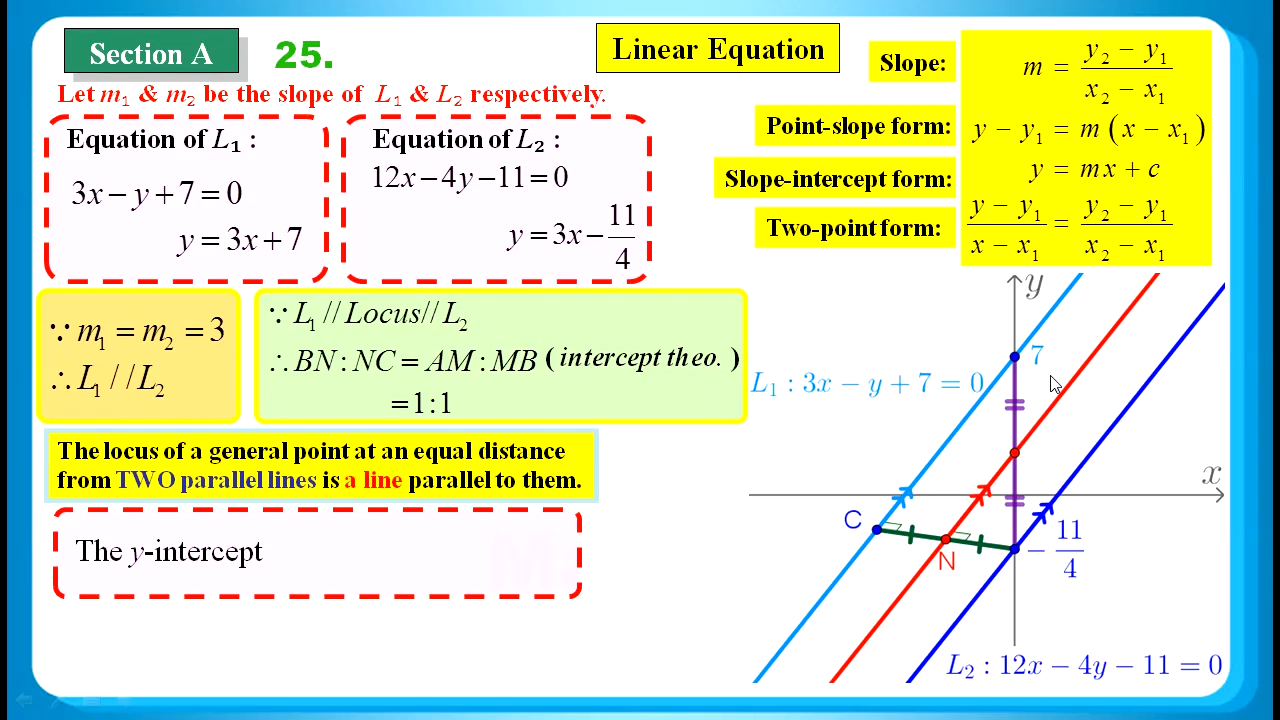 Section A
25.
Linear Equation
Let m₁ & m₂ be the slope of L₁ & L₂ respectively.
Equation of L₁ :
3x − y + 7 = 0
y = 3x + 7
Equation of L₂ :
12x − 4y − 11 = 0
y = 3x − 11/4
Slope: m = (y₂ − y₁)/(x₂ − x₁)
Point-slope form: y − y₁ = m(x − x₁)
Slope-intercept form: y = mx + c
Two-point form: (y − y₁)/(x − x₁) = (y₂ − y₁)/(x₂ − x₁)
∵ m₁ = m₂ = 3
∴ L₁ // L₂
∵ L₁ // Locus // L₂
∴ BN : NC = AM : MB ( intercept theo. )
= 1 : 1
The locus of a general point at an equal distance
from TWO parallel lines is a line parallel to them.
The y-intercept
y
7
L₁ : 3x − y + 7 = 0
x
C
N
− 11/4
L₂ : 12x − 4y − 11 = 0